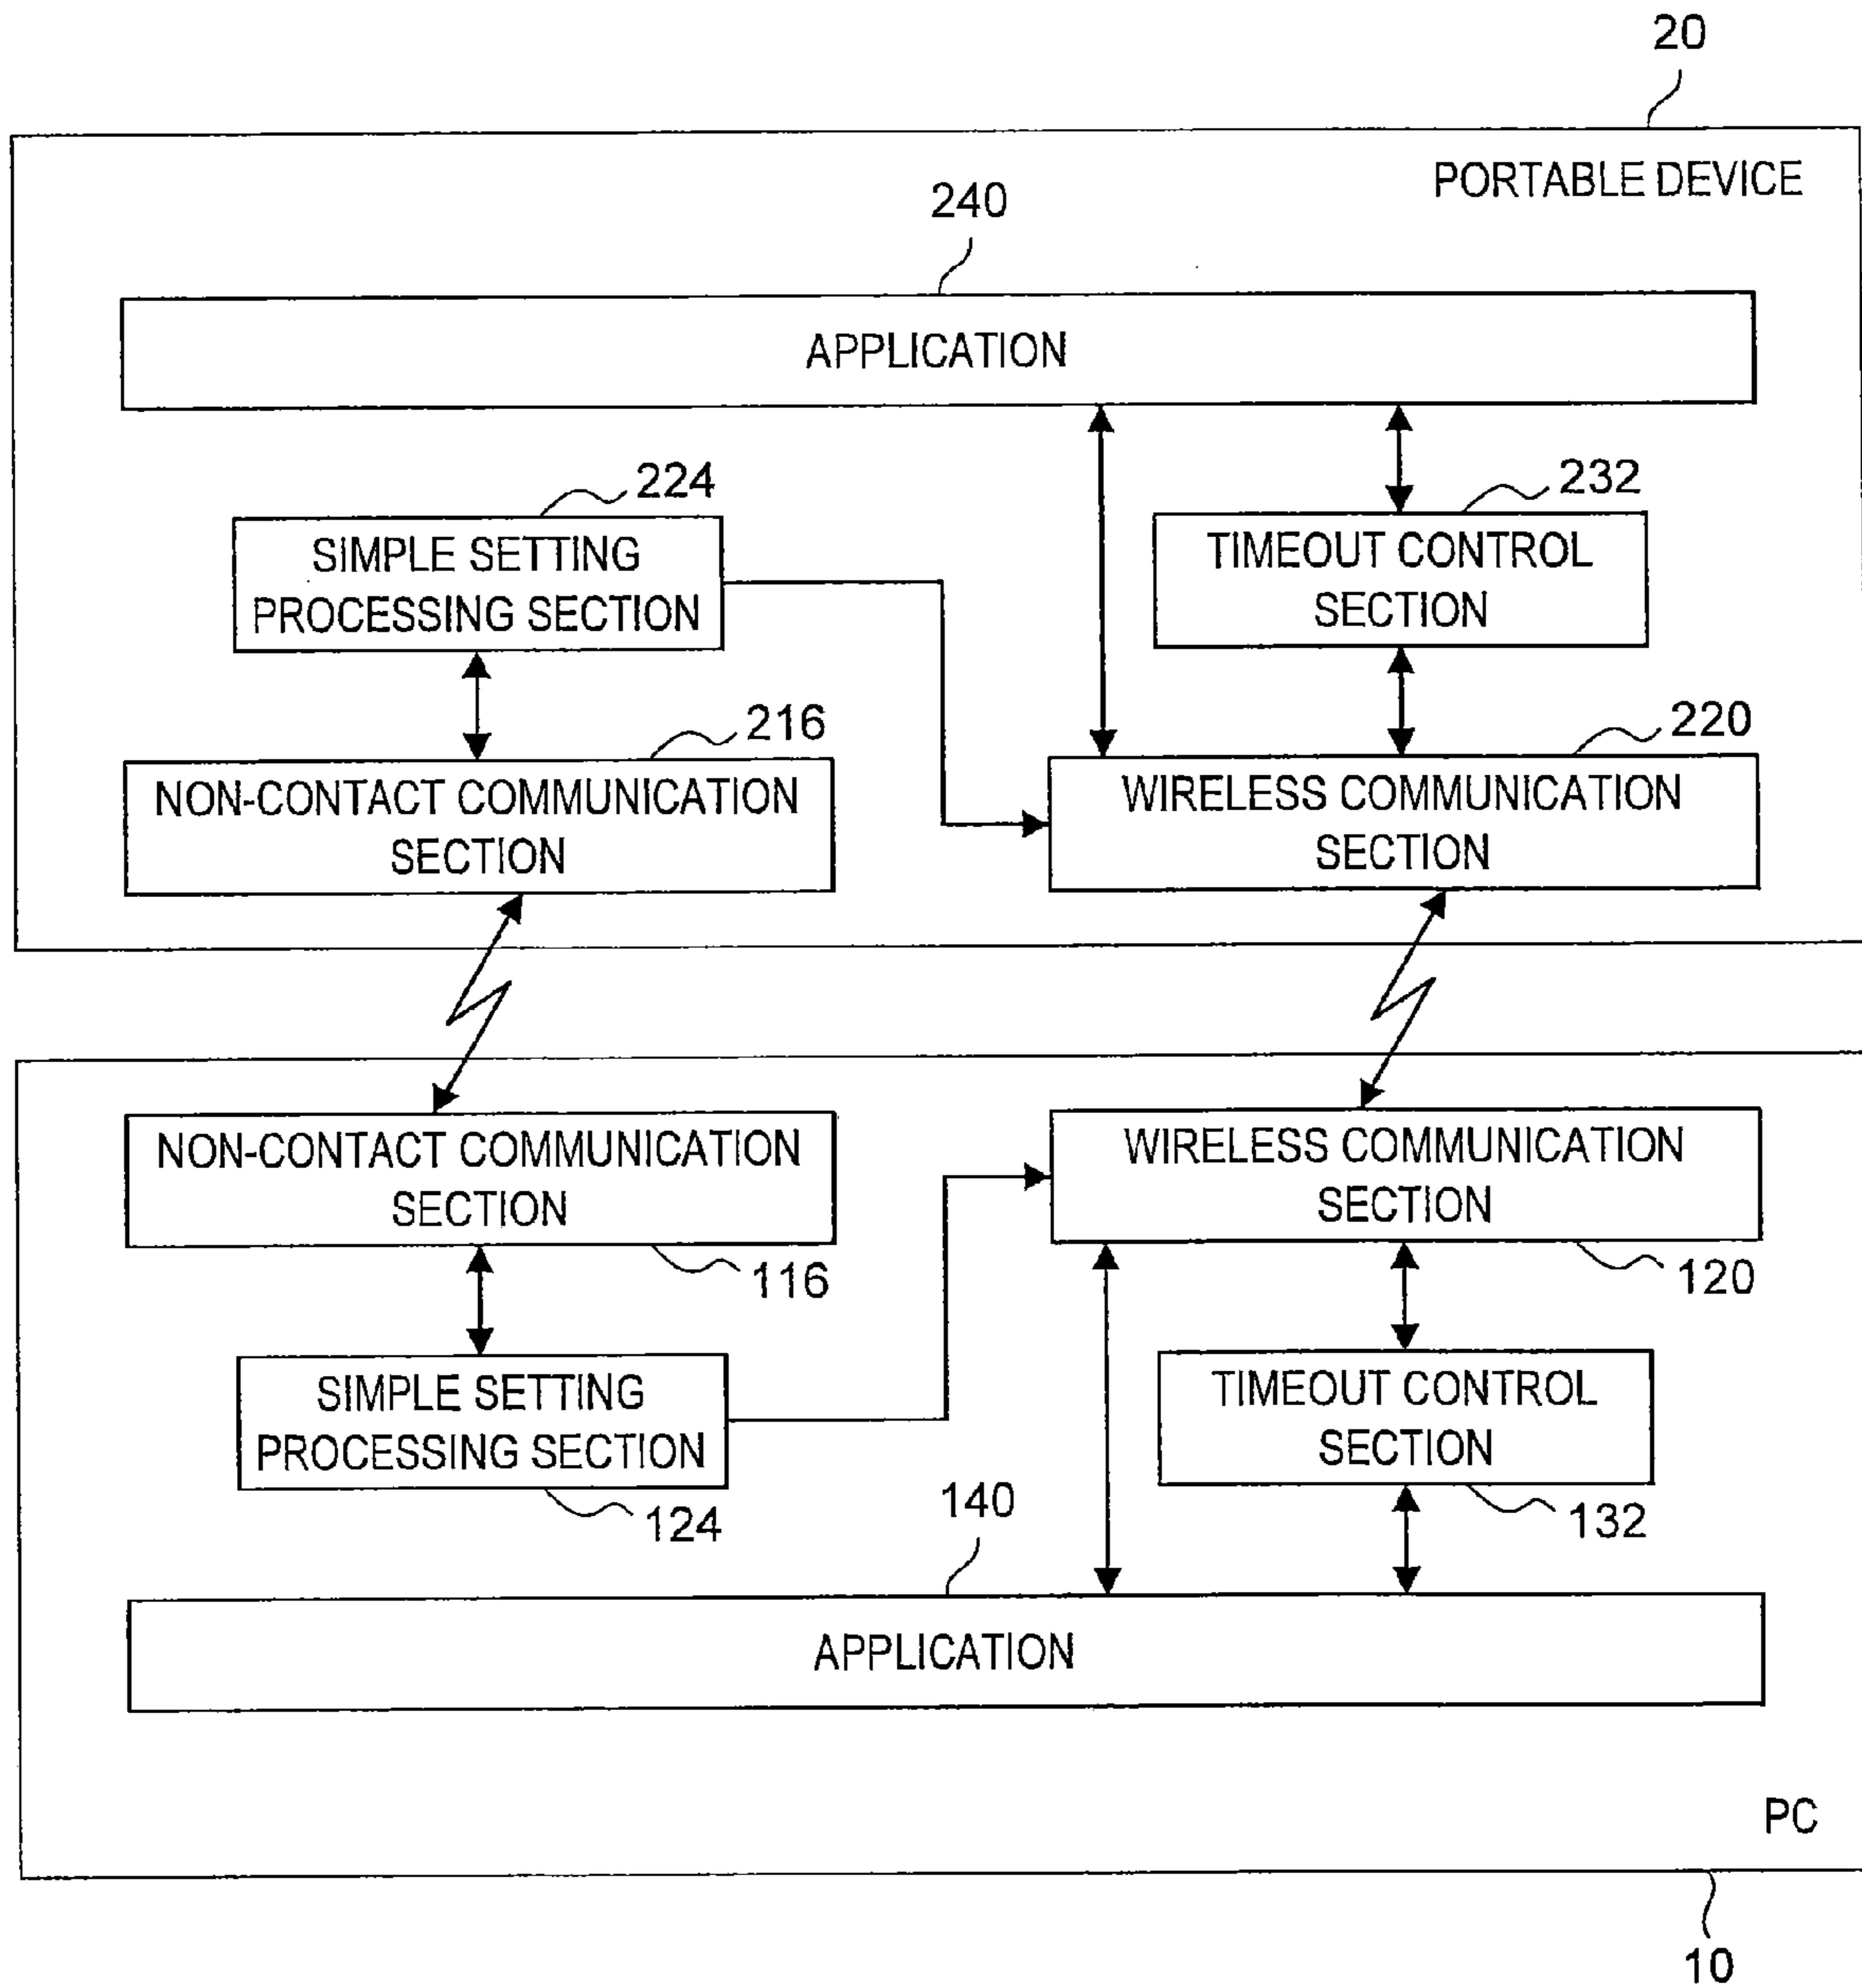 20
PORTABLE DEVICE
240
APPLICATION
224
232
SIMPLE SETTING
PROCESSING SECTION
TIMEOUT CONTROL
SECTION
216
220
NON-CONTACT COMMUNICATION
SECTION
WIRELESS COMMUNICATION
SECTION
NON-CONTACT COMMUNICATION
SECTION
WIRELESS COMMUNICATION
SECTION
116
120
SIMPLE SETTING
PROCESSING SECTION
TIMEOUT CONTROL
SECTION
124
140
132
APPLICATION
PC
10